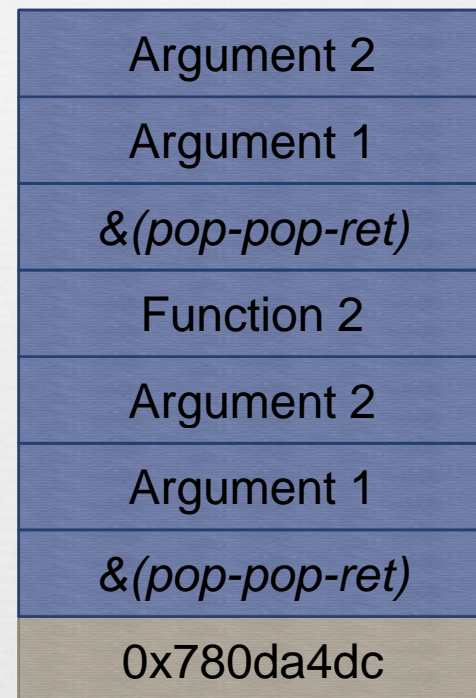 Argument 2
Argument 1
&(pop-pop-ret)
Function 2
Argument 2
Argument 1
&(pop-pop-ret)
0x780da4dc